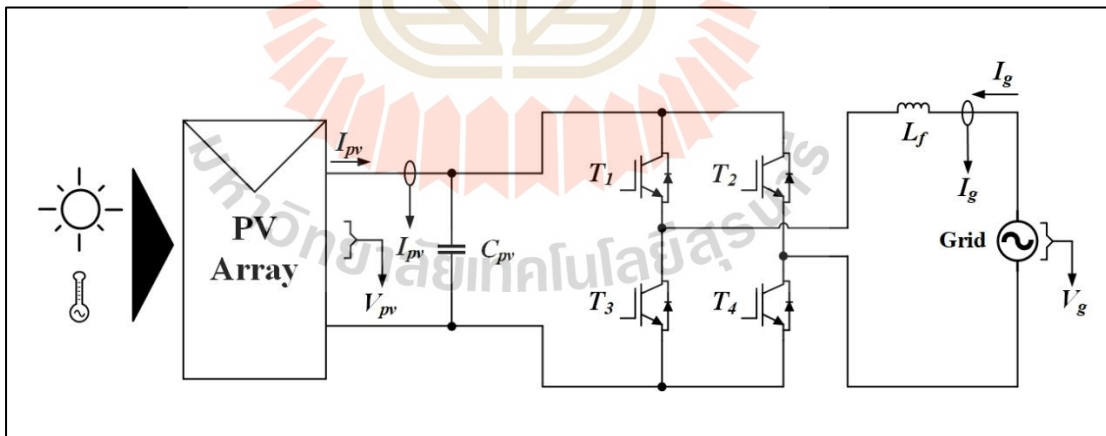 I_g
I_pv
L_f
T_1
T_2
I_g
PV
Array
I_pv
C_pv
Grid
V_pv
T_3
T_4
V_g
มหาวิทยาลัยเทคโนโลยีสุรนารี